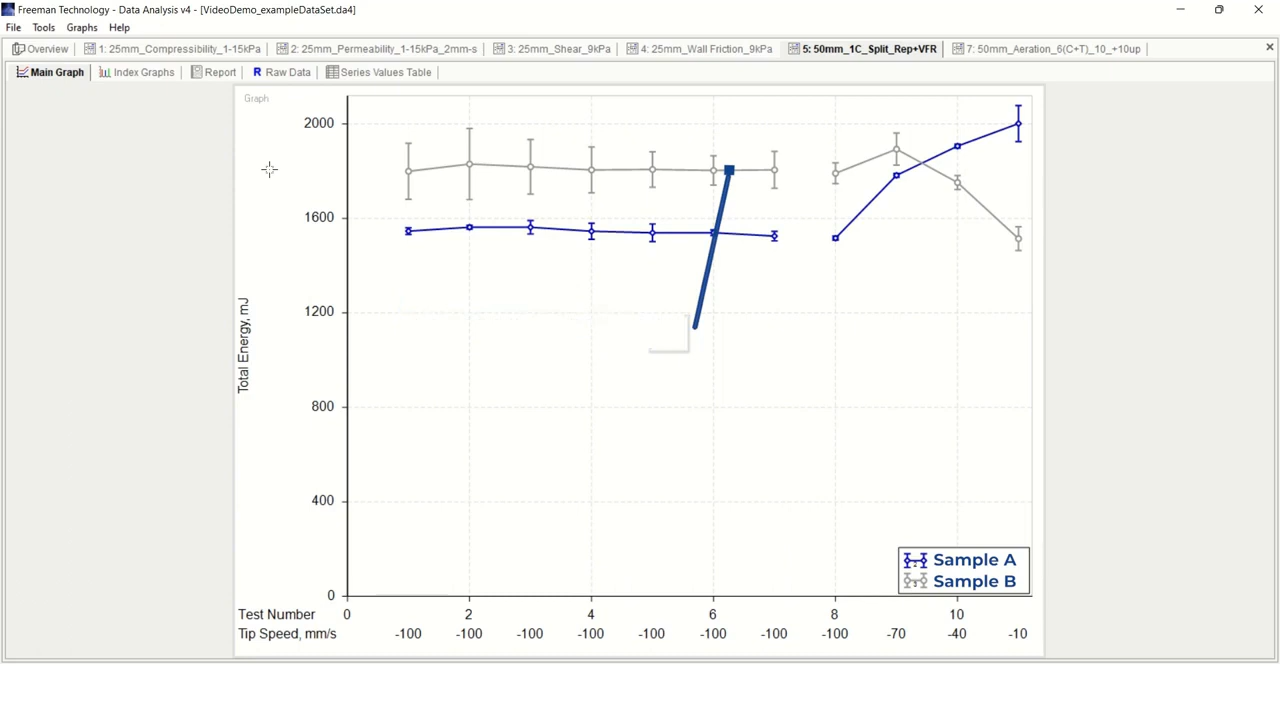 Freeman Technology - Data Analysis v4 - [VideoDemo_exampleDataSet.da4]
File Tools Graphs Help
Overview 1: 25mm_Compressibility_1-15kPa 2: 25mm_Permeability_1-15kPa_2mm-s 3: 25mm_Shear_9kPa 4: 25mm_Wall Friction_9kPa 5: 50mm_1C_Split_Rep+VFR 7: 50mm_Aeration_6(C+T)_10_+10up
Main Graph Index Graphs Report R Raw Data Series Values Table
Graph
2000
1600
1200
800
400
0
Total Energy, mJ
Sample A
Sample B
Test Number 0 2 4 6 8 10
Tip Speed, mm/s -100 -100 -100 -100 -100 -100 -100 -100 -70 -40 -10